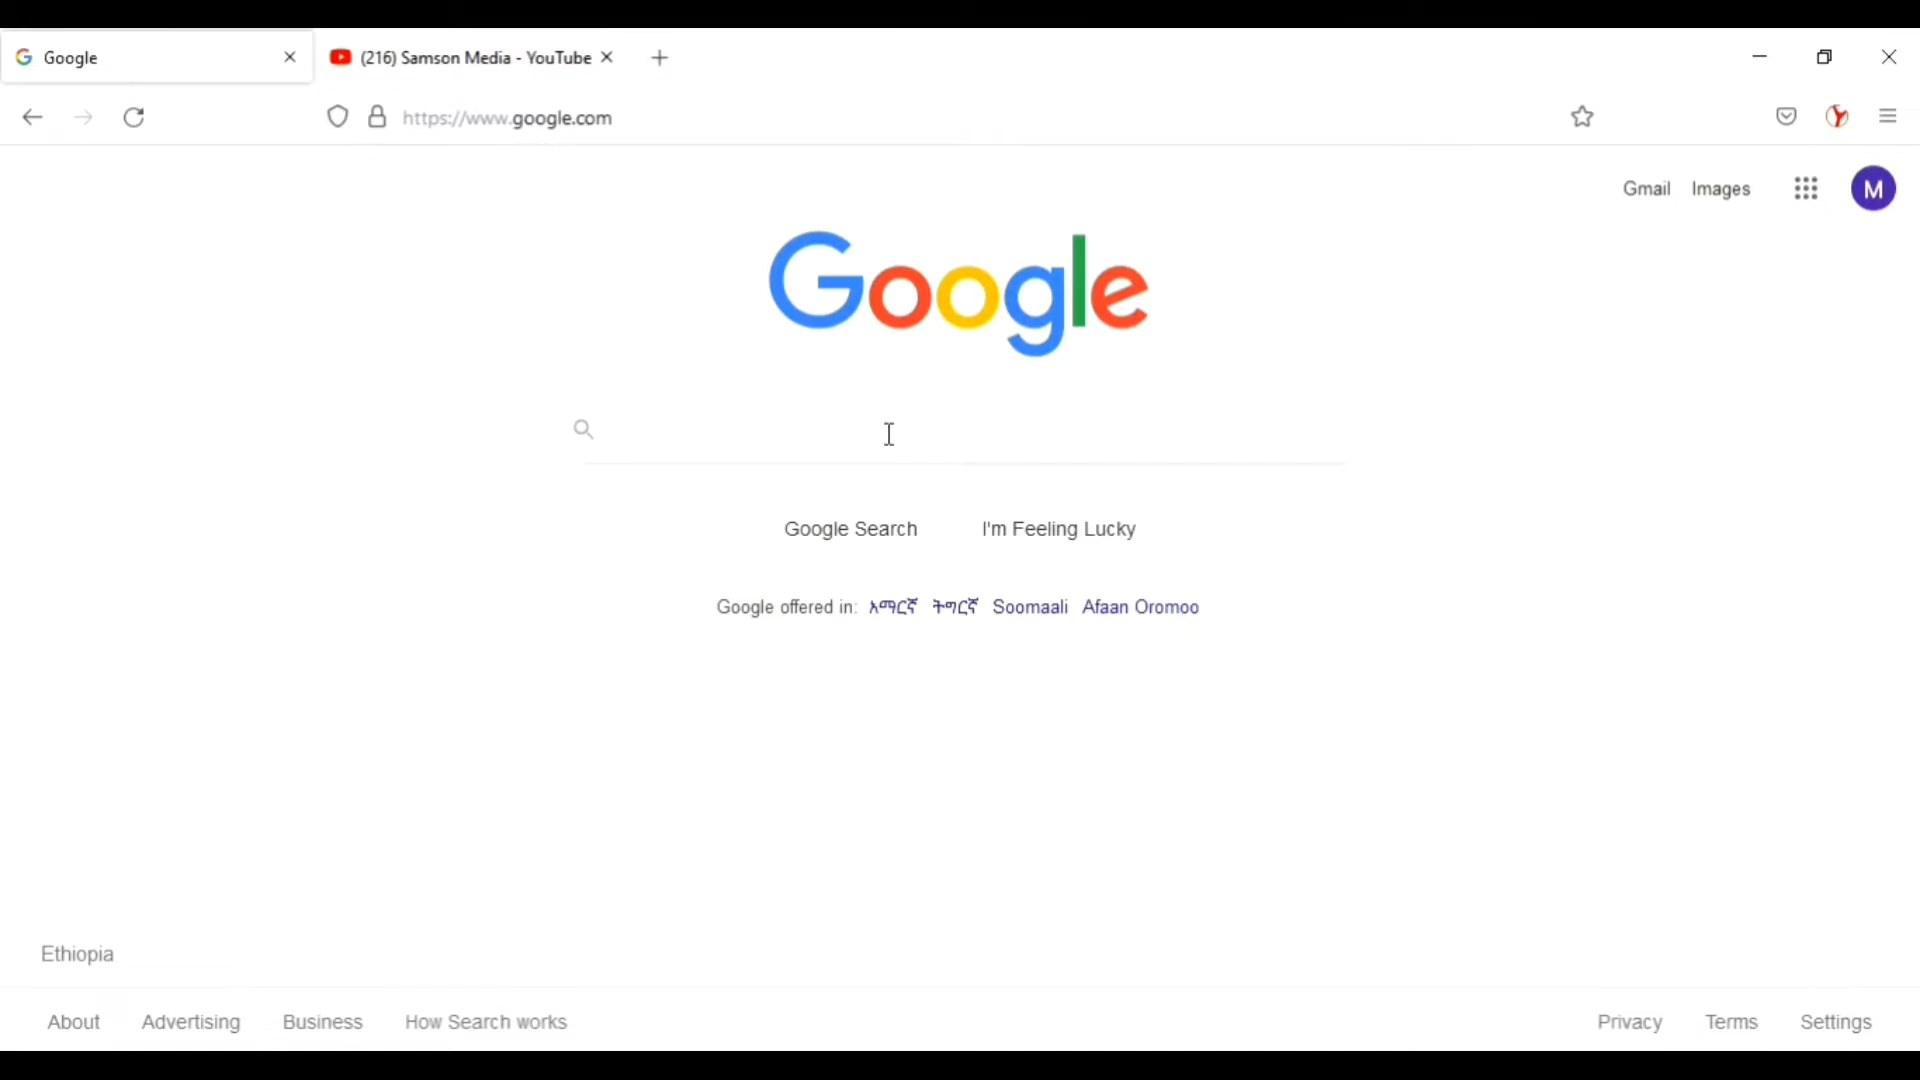 Google
(216) Samson Media - YouTube
https://www.google.com
Gmail Images
M
Google
Google Search I'm Feeling Lucky
Google offered in: አማርኛ ትግርኛ Soomaali Afaan Oromoo
Ethiopia
About Advertising Business How Search works
Privacy Terms Settings